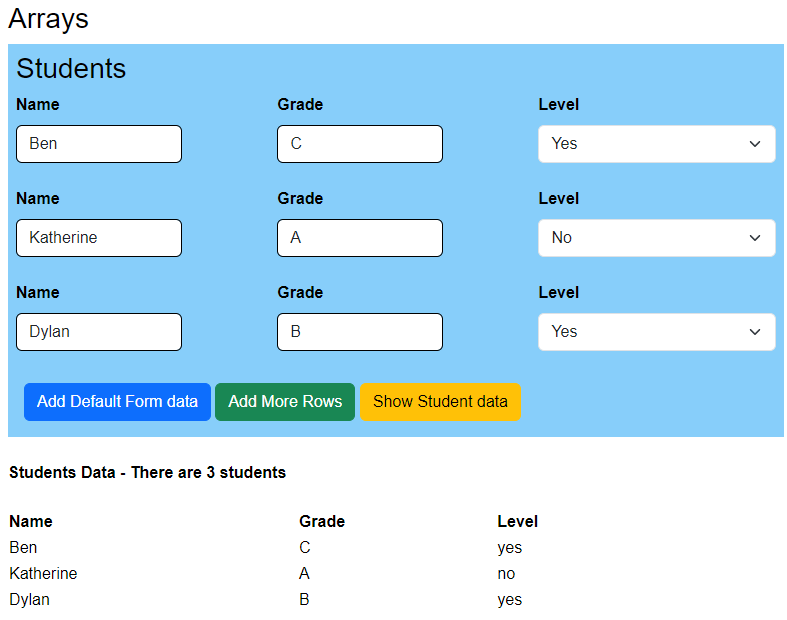 Arrays
Students
Name Grade Level
Ben C Yes
Name Grade Level
Katherine A No
Name Grade Level
Dylan B Yes
Add Default Form data Add More Rows Show Student data
Students Data - There are 3 students
Name Grade Level
Ben C yes
Katherine A no
Dylan B yes